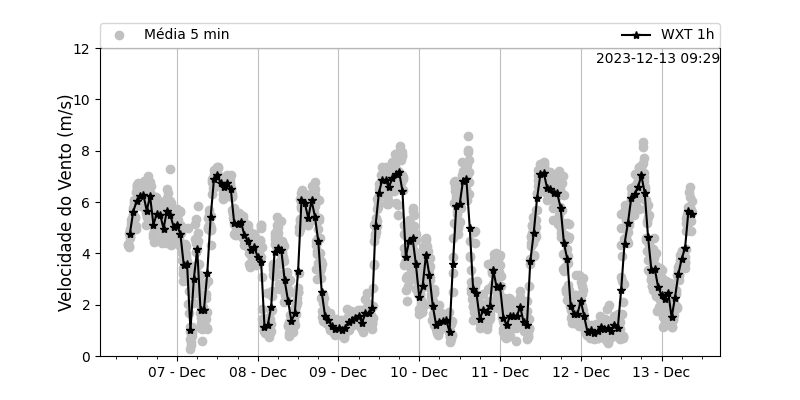 Média 5 min
WXT 1h
2023-12-13 09:29
Velocidade do Vento (m/s)
12
10
8
6
4
2
0
07 - Dec
08 - Dec
09 - Dec
10 - Dec
11 - Dec
12 - Dec
13 - Dec